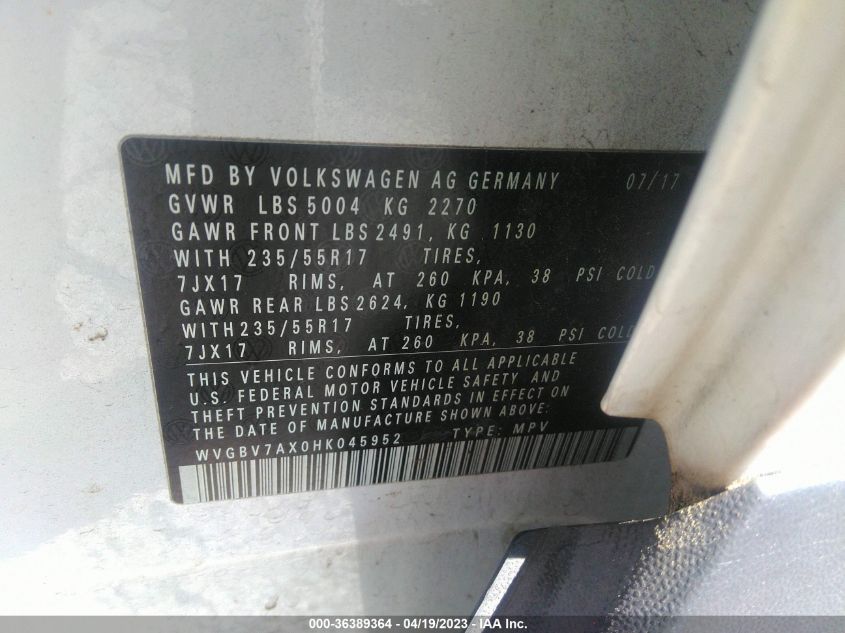 MFD BY VOLKSWAGEN AG GERMANY 07/17
GVWR LBS 5004 KG 2270
GAWR FRONT LBS 2491, KG 1130
WITH 235/55R17 TIRES,
7JX17 RIMS, AT 260 KPA, 38 PSI COLD
GAWR REAR LBS 2624, KG 1190
WITH 235/55R17 TIRES,
7JX17 RIMS, AT 260 KPA, 38 PSI COLD
THIS VEHICLE CONFORMS TO ALL APPLICABLE
U.S. FEDERAL MOTOR VEHICLE SAFETY AND
THEFT PREVENTION STANDARDS IN EFFECT ON
THE DATE OF MANUFACTURE SHOWN ABOVE:
WVGBV7AX0HK045952 TYPE: MPV
000-36389364 - 04/19/2023 - IAA Inc.